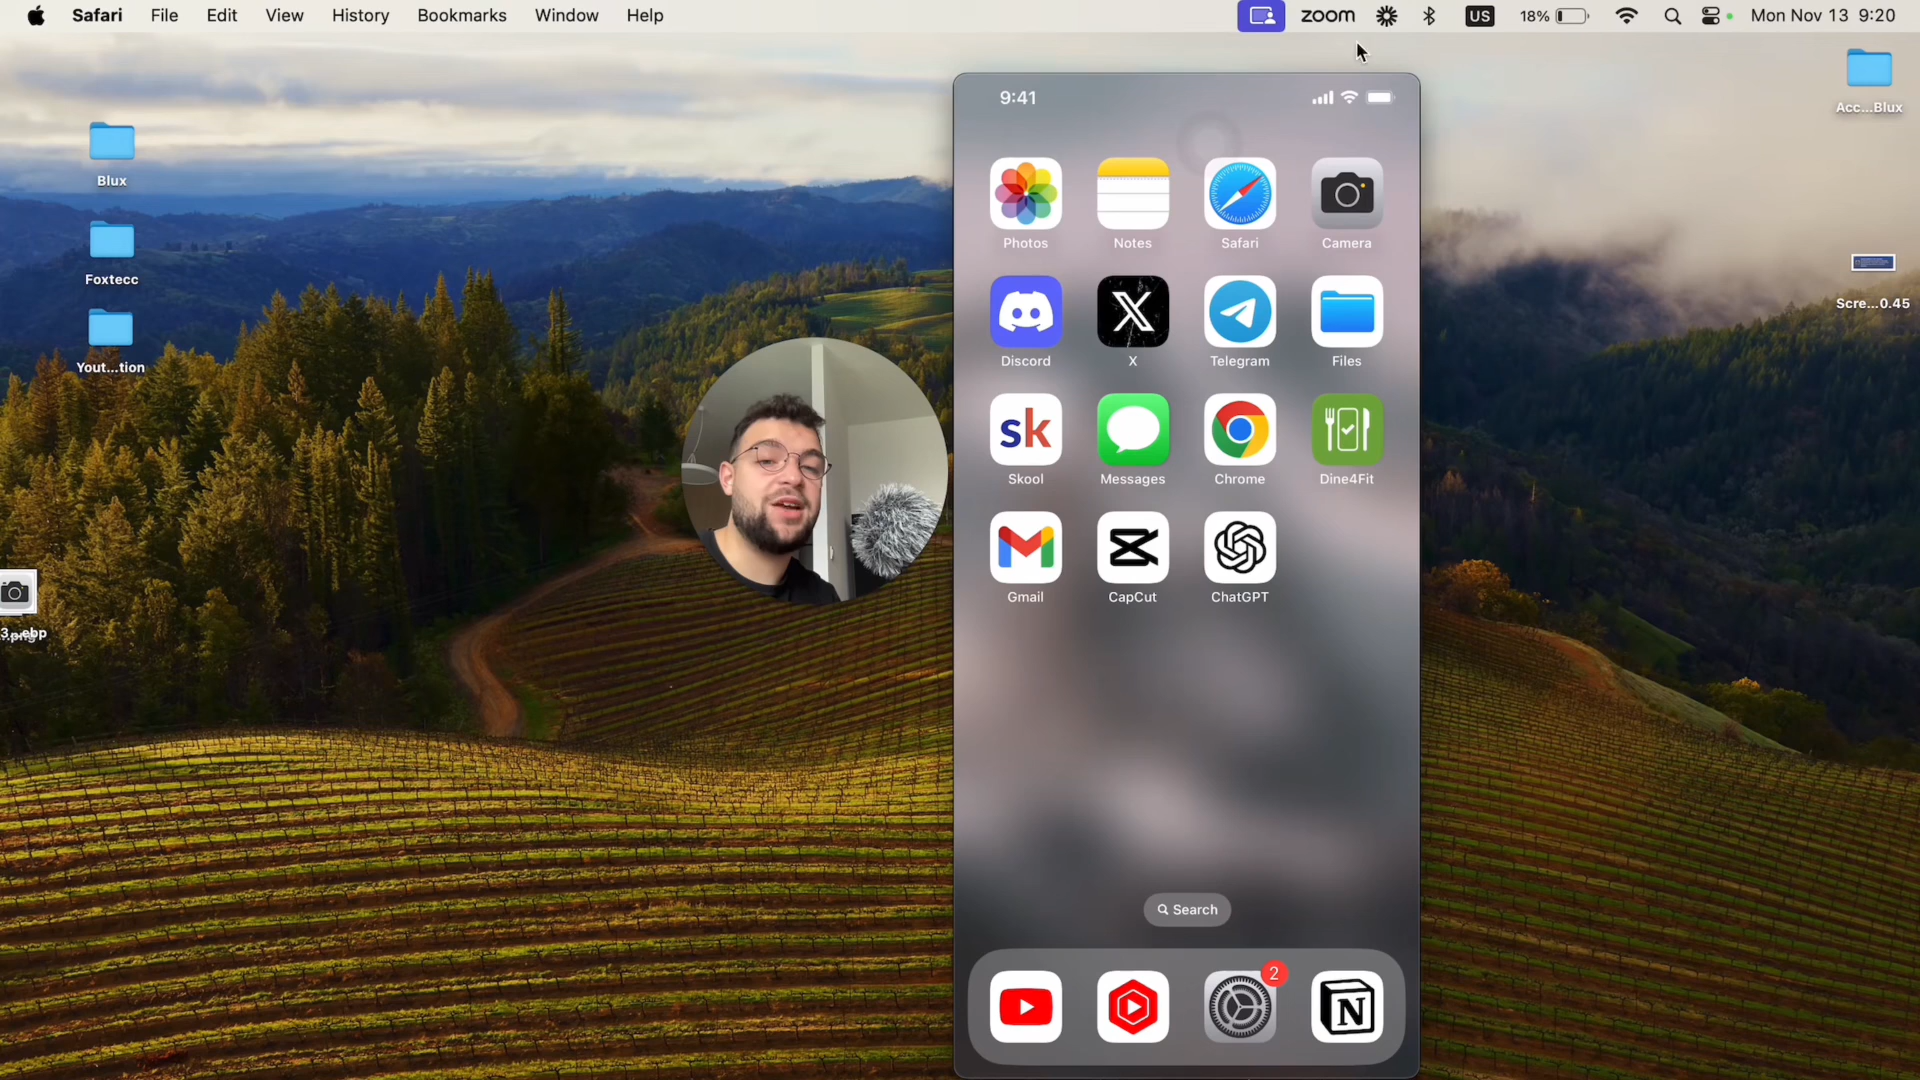 Safari File Edit View History Bookmarks Window Help zoom US 18% Mon Nov 13 9:20
Acc...Blux
Blux
Foxtecc
Yout...tion
Scre...0.45
9:41
Photos Notes Safari Camera
Discord X Telegram Files
sk
Skool Messages Chrome Dine4Fit
Gmail CapCut ChatGPT
Search
2
N